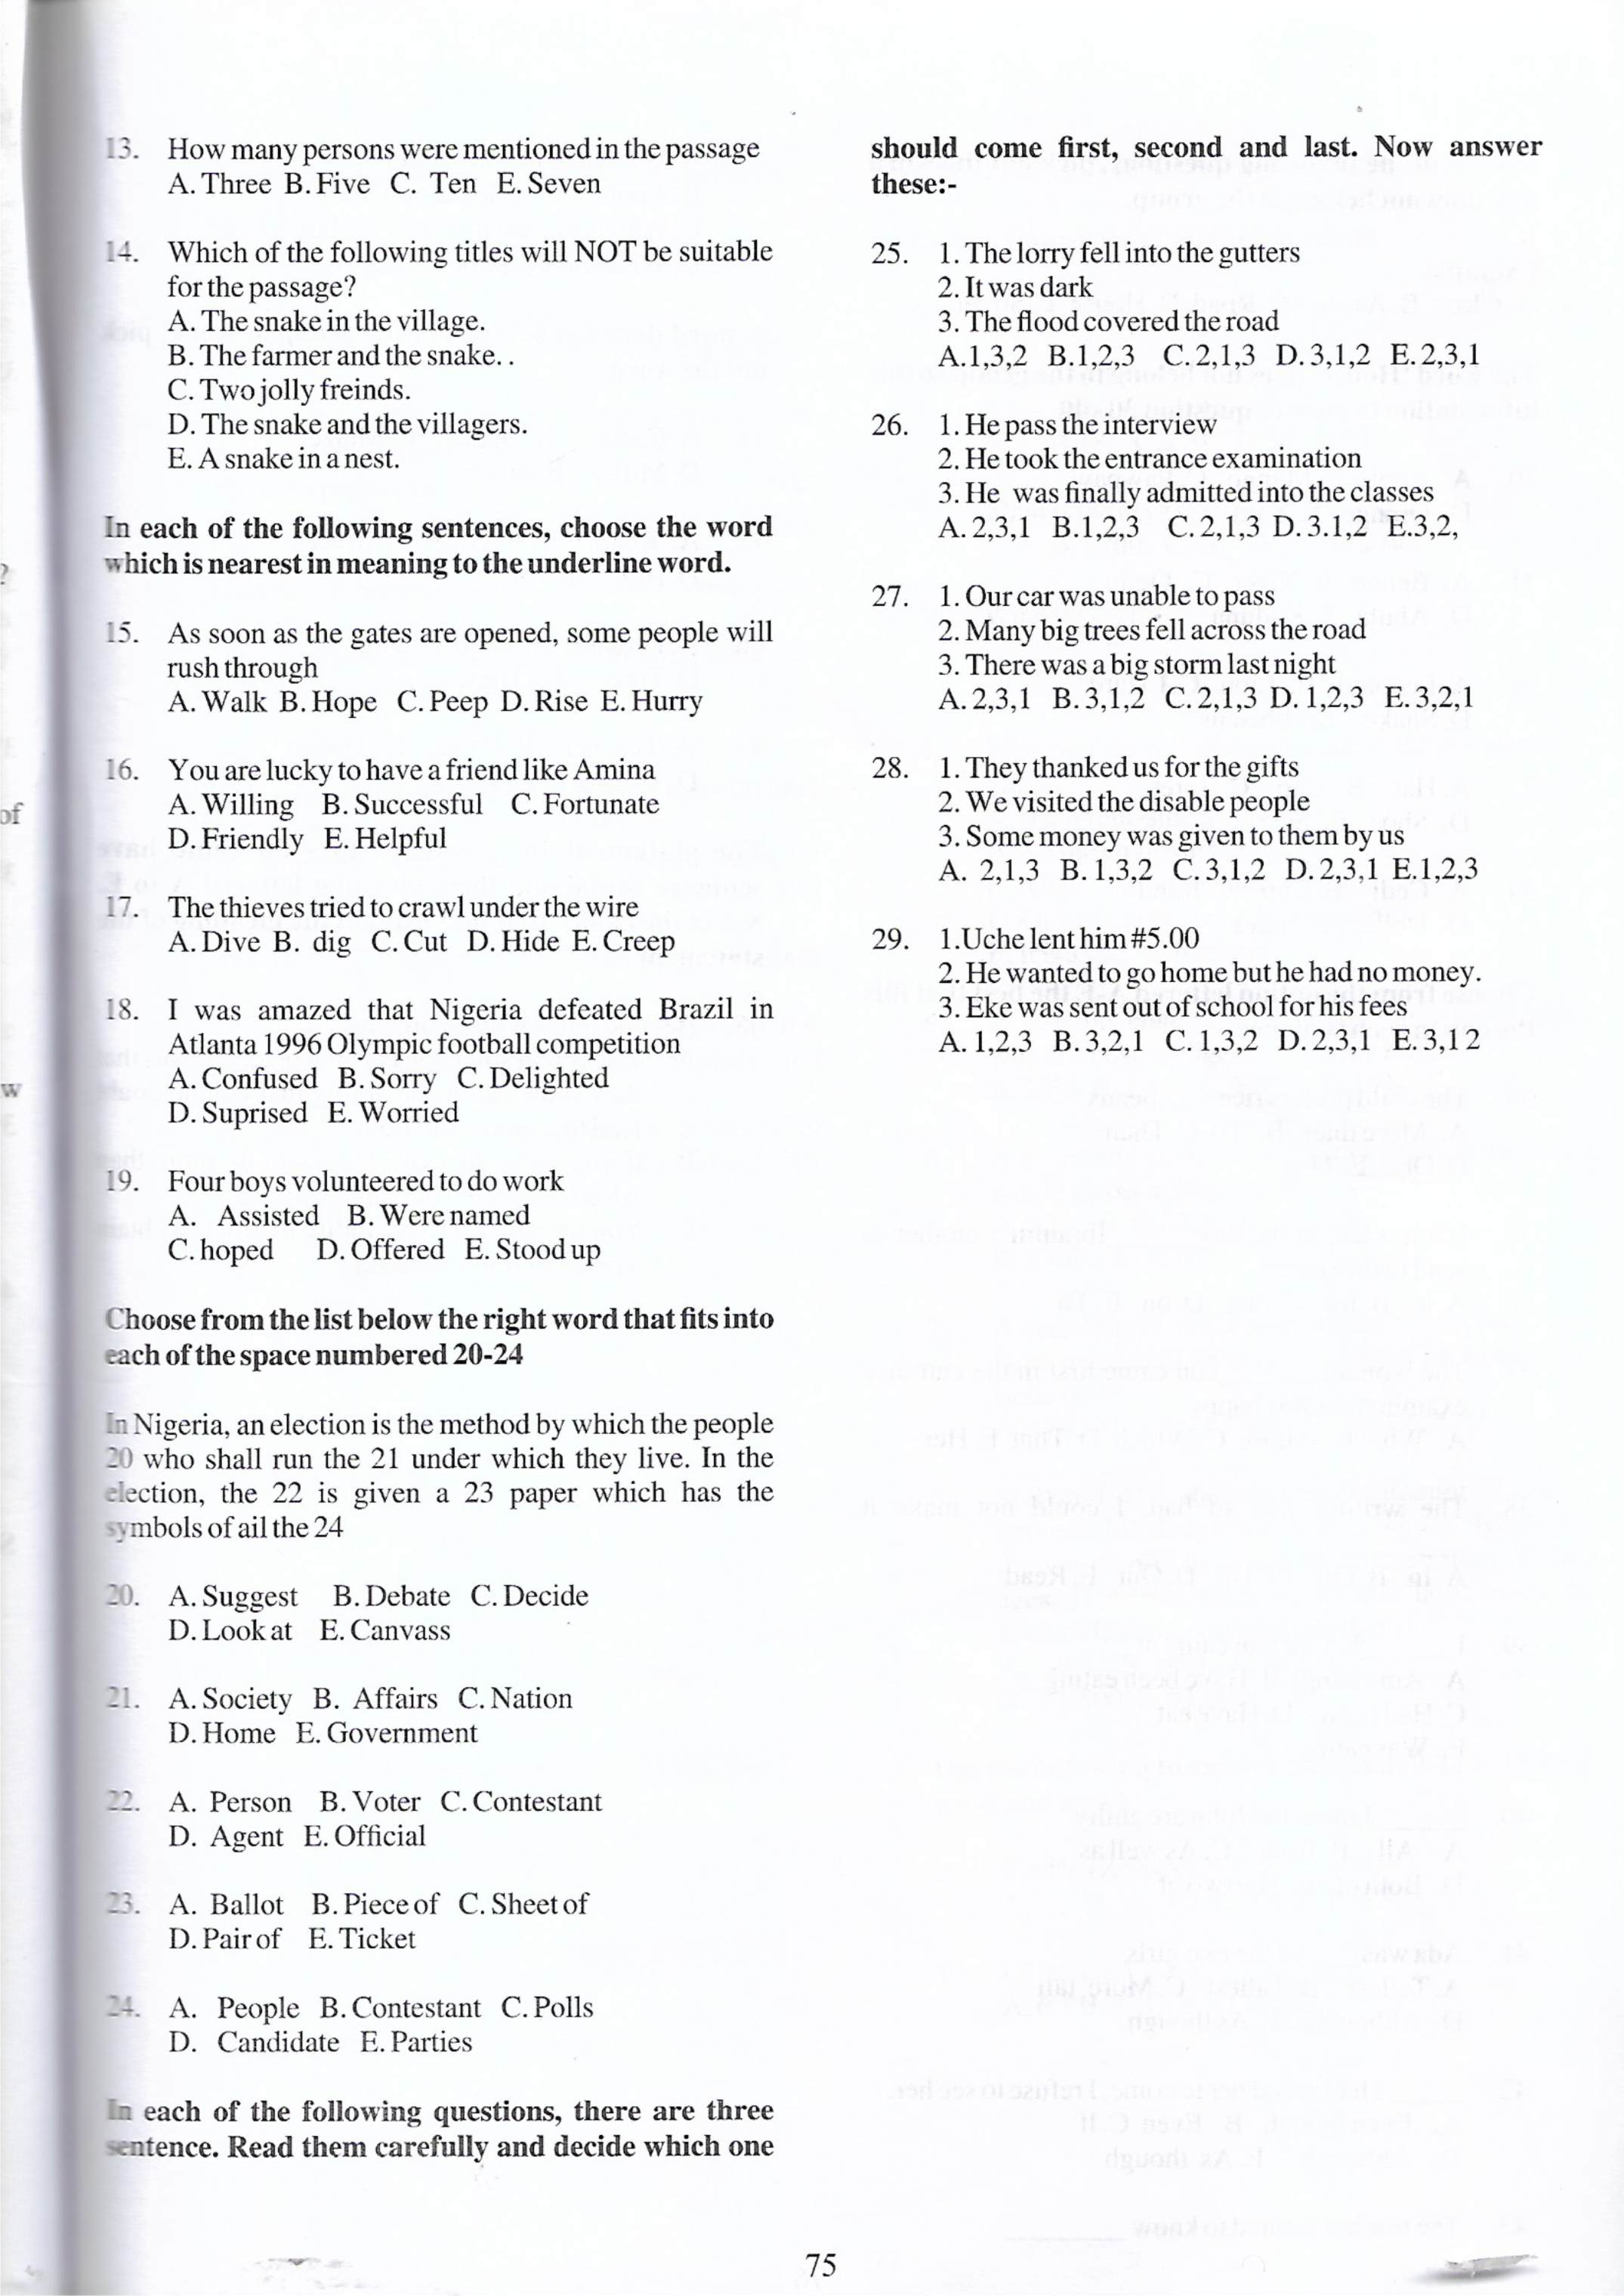 13. How many persons were mentioned in the passage
A. Three B. Five C. Ten E. Seven
14. Which of the following titles will NOT be suitable
for the passage?
A. The snake in the village.
B. The farmer and the snake. .
C. Two jolly freinds.
D. The snake and the villagers.
E. A snake in a nest.
In each of the following sentences, choose the word
which is nearest in meaning to the underline word.
15. As soon as the gates are opened, some people will
rush through
A. Walk B. Hope C. Peep D. Rise E. Hurry
16. You are lucky to have a friend like Amina
A. Willing B. Successful C. Fortunate
D. Friendly E. Helpful
17. The thieves tried to crawl under the wire
A. Dive B. dig C. Cut D. Hide E. Creep
18. I was amazed that Nigeria defeated Brazil in
Atlanta 1996 Olympic football competition
A. Confused B. Sorry C. Delighted
D. Suprised E. Worried
19. Four boys volunteered to do work
A. Assisted B. Were named
C. hoped D. Offered E. Stood up
Choose from the list below the right word that fits into
each of the space numbered 20-24
In Nigeria, an election is the method by which the people
20 who shall run the 21 under which they live. In the
election, the 22 is given a 23 paper which has the
symbols of ail the 24
20. A. Suggest B. Debate C. Decide
D. Look at E. Canvass
21. A. Society B. Affairs C. Nation
D. Home E. Government
22. A. Person B. Voter C. Contestant
D. Agent E. Official
23. A. Ballot B. Piece of C. Sheet of
D. Pair of E. Ticket
24. A. People B. Contestant C. Polls
D. Candidate E. Parties
In each of the following questions, there are three
sentence. Read them carefully and decide which one
should come first, second and last. Now answer
these:-
25. 1. The lorry fell into the gutters
2. It was dark
3. The flood covered the road
A.1,3,2 B.1,2,3 C. 2,1,3 D. 3,1,2 E. 2,3,1
26. 1. He pass the interview
2. He took the entrance examination
3. He was finally admitted into the classes
A. 2,3,1 B.1,2,3 C. 2,1,3 D. 3.1,2 E.3,2,
27. 1. Our car was unable to pass
2. Many big trees fell across the road
3. There was a big storm last night
A. 2,3,1 B. 3,1,2 C. 2,1,3 D. 1,2,3 E. 3,2,1
28. 1. They thanked us for the gifts
2. We visited the disable people
3. Some money was given to them by us
A. 2,1,3 B. 1,3,2 C. 3,1,2 D. 2,3,1 E.1,2,3
29. 1.Uche lent him #5.00
2. He wanted to go home but he had no money.
3. Eke was sent out of school for his fees
A. 1,2,3 B. 3,2,1 C. 1,3,2 D. 2,3,1 E. 3,1 2
75